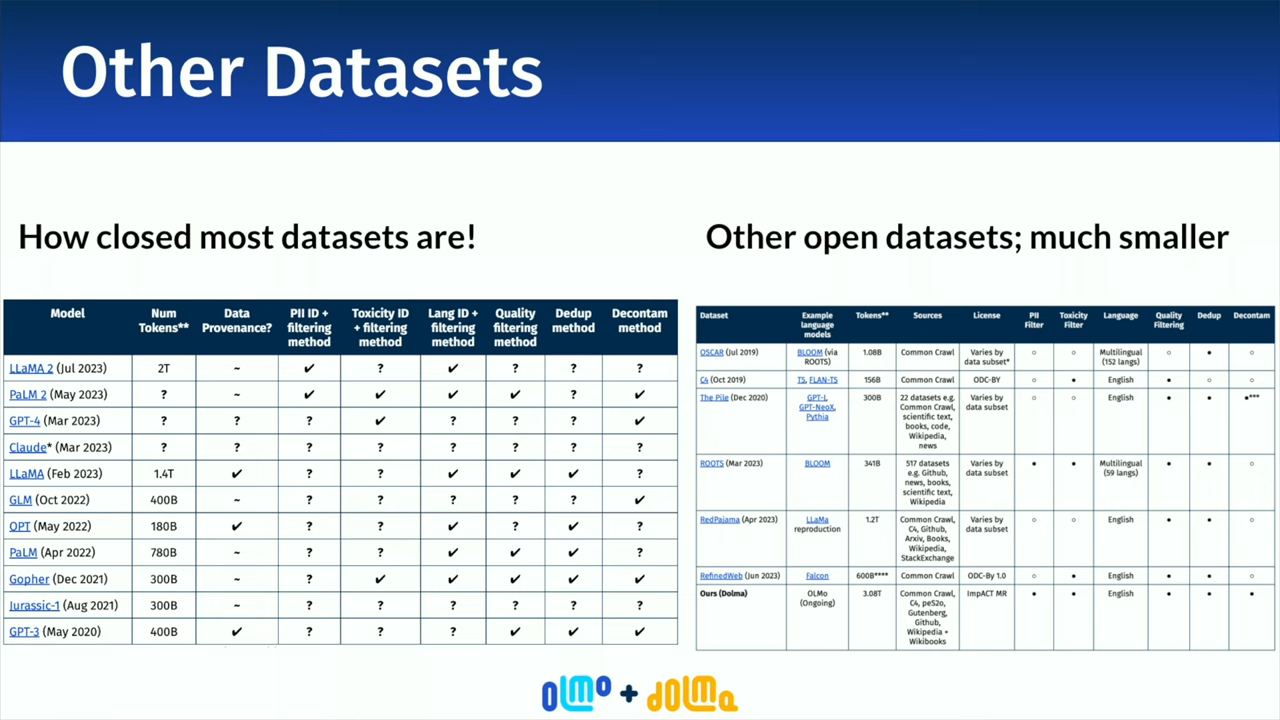 Other Datasets
How closed most datasets are!
Model Num Tokens** Data Provenance? PII ID + filtering method Toxicity ID + filtering method Lang ID + filtering method Quality filtering method Dedup method Decontam method
LLaMA 2 (Jul 2023) 2T ~ ✔ ? ✔ ? ? ?
PaLM 2 (May 2023) ? ~ ✔ ✔ ✔ ? ✔ ✔
GPT-4 (Mar 2023) ? ? ? ✔ ? ? ? ✔
Claude* (Mar 2023) ? ? ? ? ? ? ? ?
LLaMA (Feb 2023) 1.4T ✔ ? ? ✔ ✔ ✔ ?
GLM (Oct 2022) 400B ~ ? ? ? ? ? ✔
OPT (May 2022) 180B ✔ ? ? ✔ ? ✔ ?
PaLM (Apr 2022) 780B ~ ? ? ✔ ✔ ✔ ?
Gopher (Dec 2021) 300B ~ ? ✔ ✔ ✔ ✔ ✔
Jurassic-1 (Aug 2021) 300B ~ ? ? ? ? ? ?
GPT-3 (May 2020) 400B ✔ ? ? ? ✔ ✔ ✔
Other open datasets; much smaller
Dataset Example language models Tokens** Sources License PII Filter Toxicity Filter Language Quality Filtering Dedup Decontam
OSCAR (Jul 2019) BLOOM (via ROOTS) 1.08B Common Crawl Varies by data subset* ○ ○ Multilingual (152 langs) ○ ● ○
C4 (Oct 2019) T5, FLAN-T5 156B Common Crawl ODC-BY ○ ● English ● ○ ○
The Pile (Dec 2020) GPT-J, GPT-NeoX, Pythia 300B 22 datasets e.g. Common Crawl, scientific text, books, code, Wikipedia, news Varies by data subset ○ ○ English ● ● ●***
ROOTS (Mar 2023) BLOOM 341B 517 datasets e.g. Github, news, books, scientific text, Wikipedia Varies by data subset ● ● Multilingual (59 langs) ● ● ○
RedPajama (Apr 2023) LLaMa reproduction 1.2T Common Crawl, C4, Github, Arxiv, Books, Wikipedia, StackExchange Varies by data subset ○ ○ English ● ● ○
RefinedWeb (Jun 2023) Falcon 600B**** Common Crawl ODC-By 1.0 ○ ● English ● ● ○
Ours (Dolma) OLMo (Ongoing) 3.08T Common Crawl, C4, peS2o, Gutenberg, Github, Wikipedia + Wikibooks ImpACT MR ● ● English ● ● ●
OLMo + dOLMa